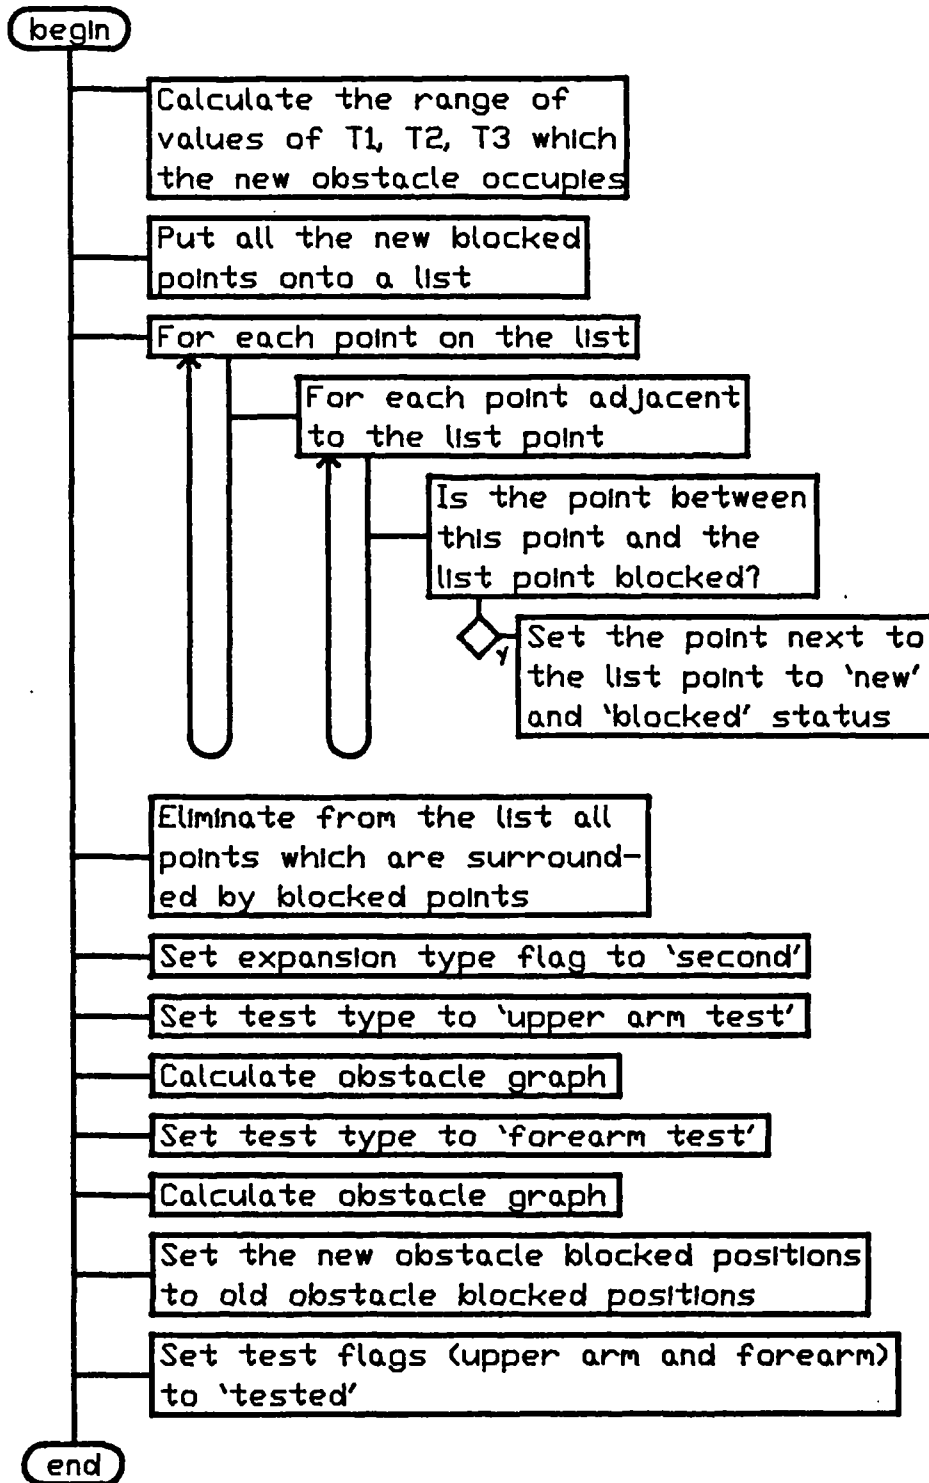 begin
Calculate the range of
values of T1, T2, T3 which
the new obstacle occupies
Put all the new blocked
points onto a list
For each point on the list
For each point adjacent
to the list point
Is the point between
this point and the
list point blocked?
y
Set the point next to
the list point to 'new'
and 'blocked' status
Eliminate from the list all
points which are surround-
ed by blocked points
Set expansion type flag to 'second'
Set test type to 'upper arm test'
Calculate obstacle graph
Set test type to 'forearm test'
Calculate obstacle graph
Set the new obstacle blocked positions
to old obstacle blocked positions
Set test flags (upper arm and forearm)
to 'tested'
end